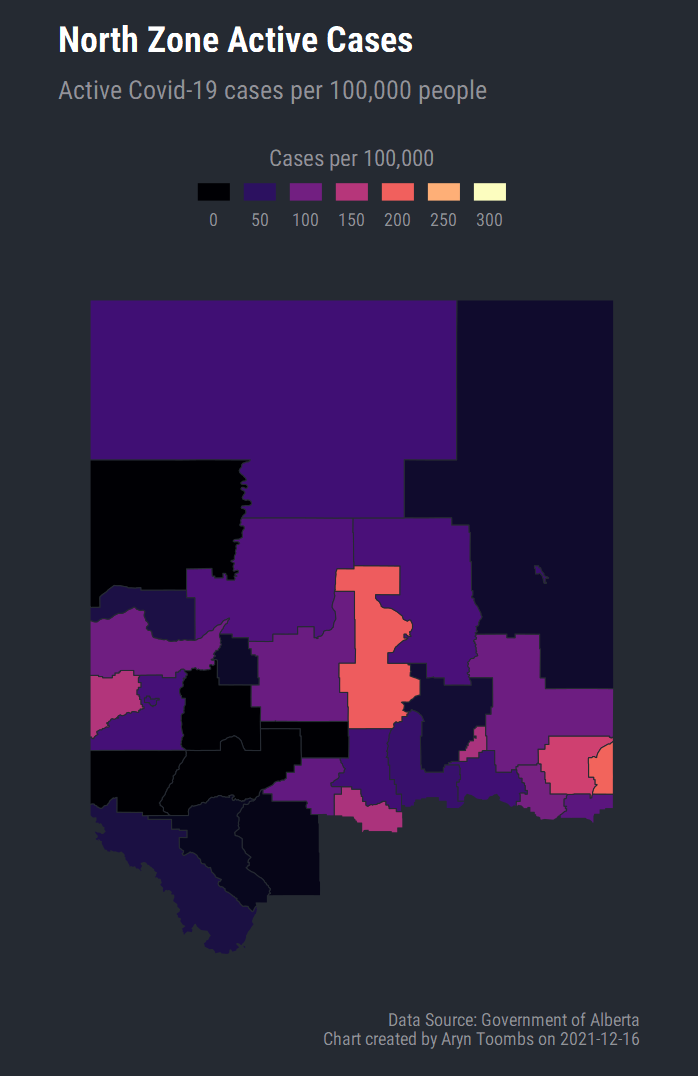 North Zone Active Cases
Active Covid-19 cases per 100,000 people
Cases per 100,000
0 50 100 150 200 250 300
Data Source: Government of Alberta
Chart created by Aryn Toombs on 2021-12-16